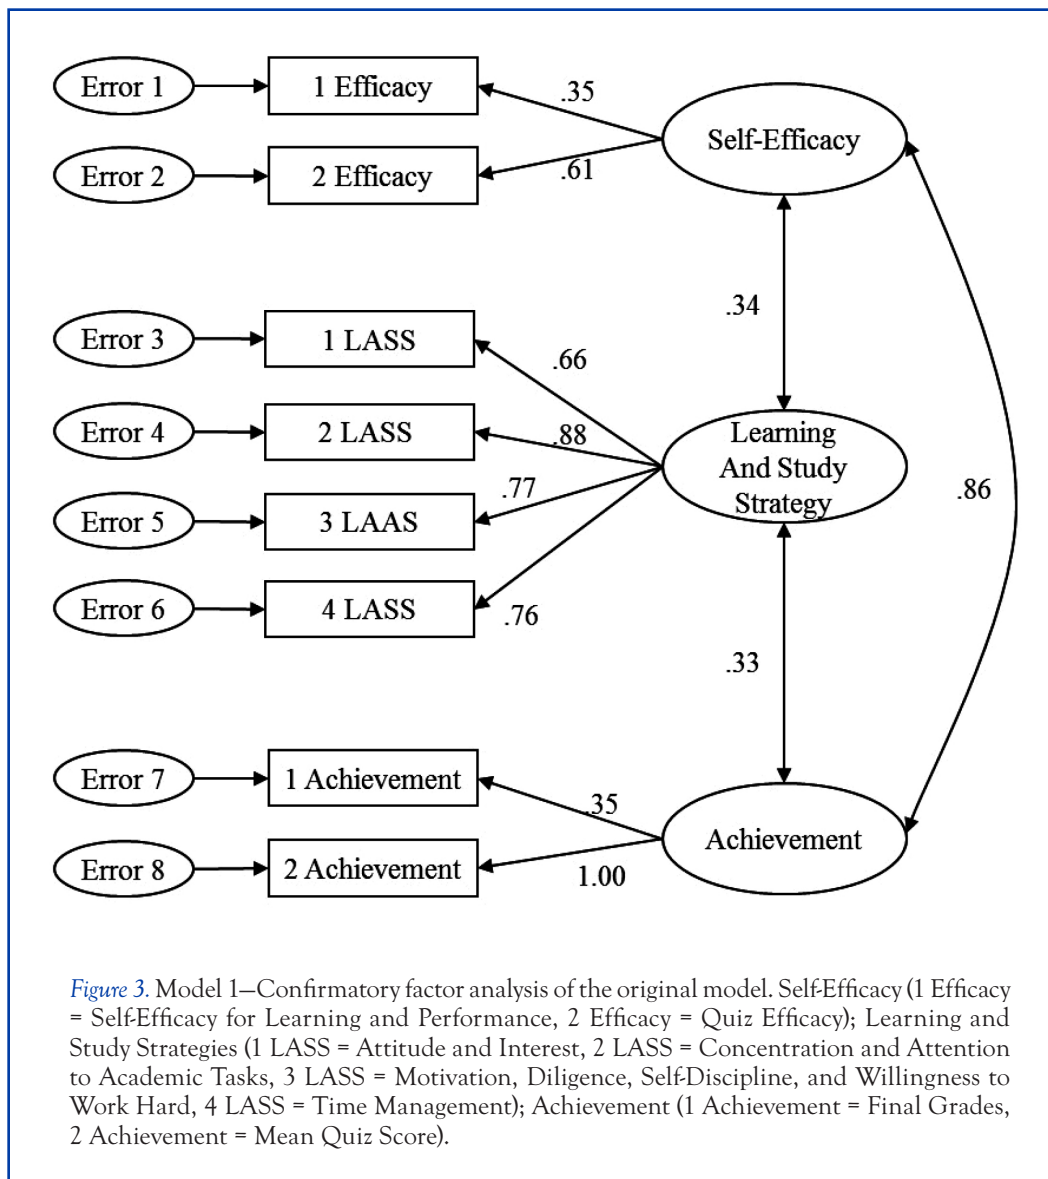 Error 1
1 Efficacy
.35
Self-Efficacy
Error 2
2 Efficacy
.61
.34
Error 3
1 LASS
.66
Error 4
2 LASS
.88
Learning
And Study
Strategy
.86
Error 5
3 LAAS
.77
Error 6
4 LASS
.76
.33
Error 7
1 Achievement
.35
Achievement
Error 8
2 Achievement
1.00
Figure 3. Model 1—Confirmatory factor analysis of the original model. Self-Efficacy (1 Efficacy
= Self-Efficacy for Learning and Performance, 2 Efficacy = Quiz Efficacy); Learning and
Study Strategies (1 LASS = Attitude and Interest, 2 LASS = Concentration and Attention
to Academic Tasks, 3 LASS = Motivation, Diligence, Self-Discipline, and Willingness to
Work Hard, 4 LASS = Time Management); Achievement (1 Achievement = Final Grades,
2 Achievement = Mean Quiz Score).